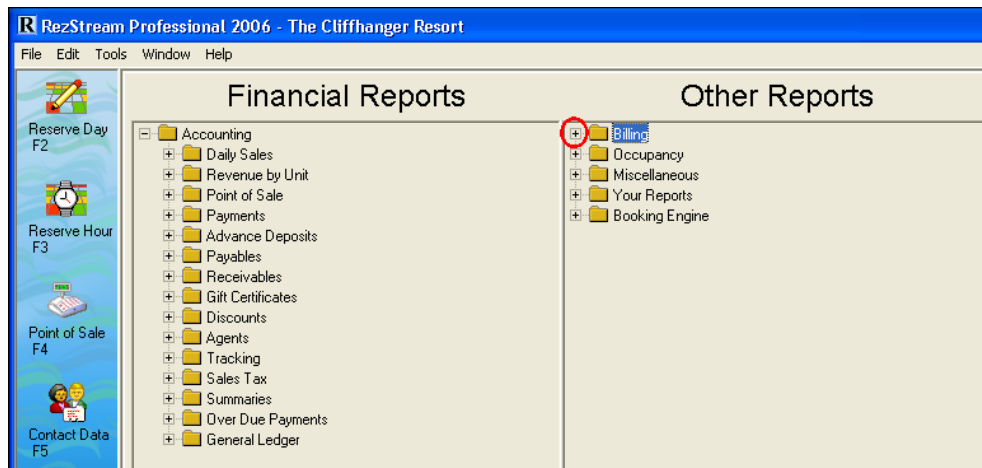 RezStream Professional 2006 - The Cliffhanger Resort
File Edit Tools Window Help
Reserve Day
F2
Reserve Hour
F3
Point of Sale
F4
Contact Data
F5
Financial Reports
Accounting
Daily Sales
Revenue by Unit
Point of Sale
Payments
Advance Deposits
Payables
Receivables
Gift Certificates
Discounts
Agents
Tracking
Sales Tax
Summaries
Over Due Payments
General Ledger
Other Reports
Billing
Occupancy
Miscellaneous
Your Reports
Booking Engine